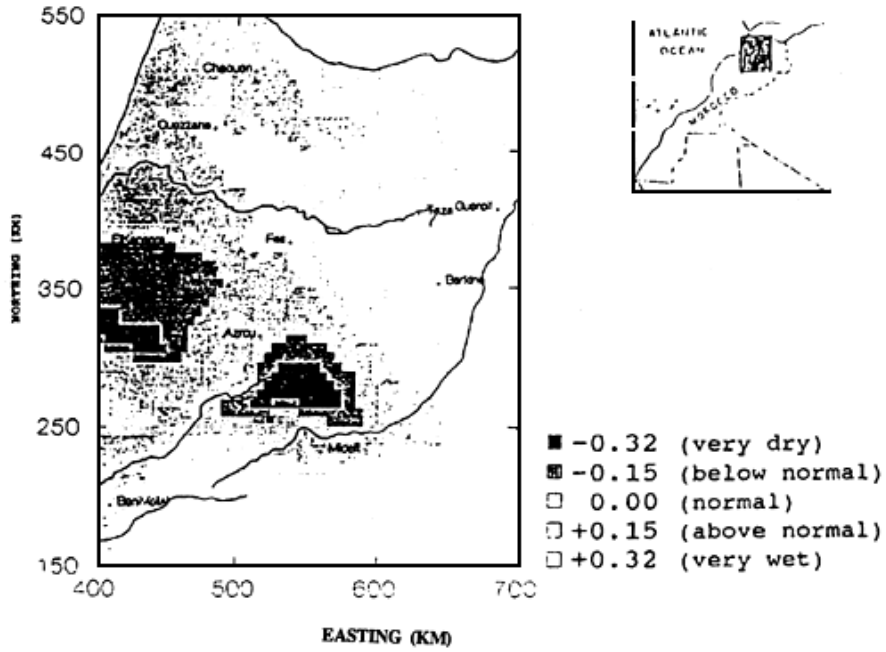 550
450
350
250
150
400
500
600
700
NORTHING (KM)
EASTING (KM)
Chaouen
Ouezzane
Taza
Guercif
Fes
Berkine
Azrou
Midelt
ATLANTIC
OCEAN
MOROCCO
-0.32 (very dry)
-0.15 (below normal)
0.00 (normal)
+0.15 (above normal)
+0.32 (very wet)